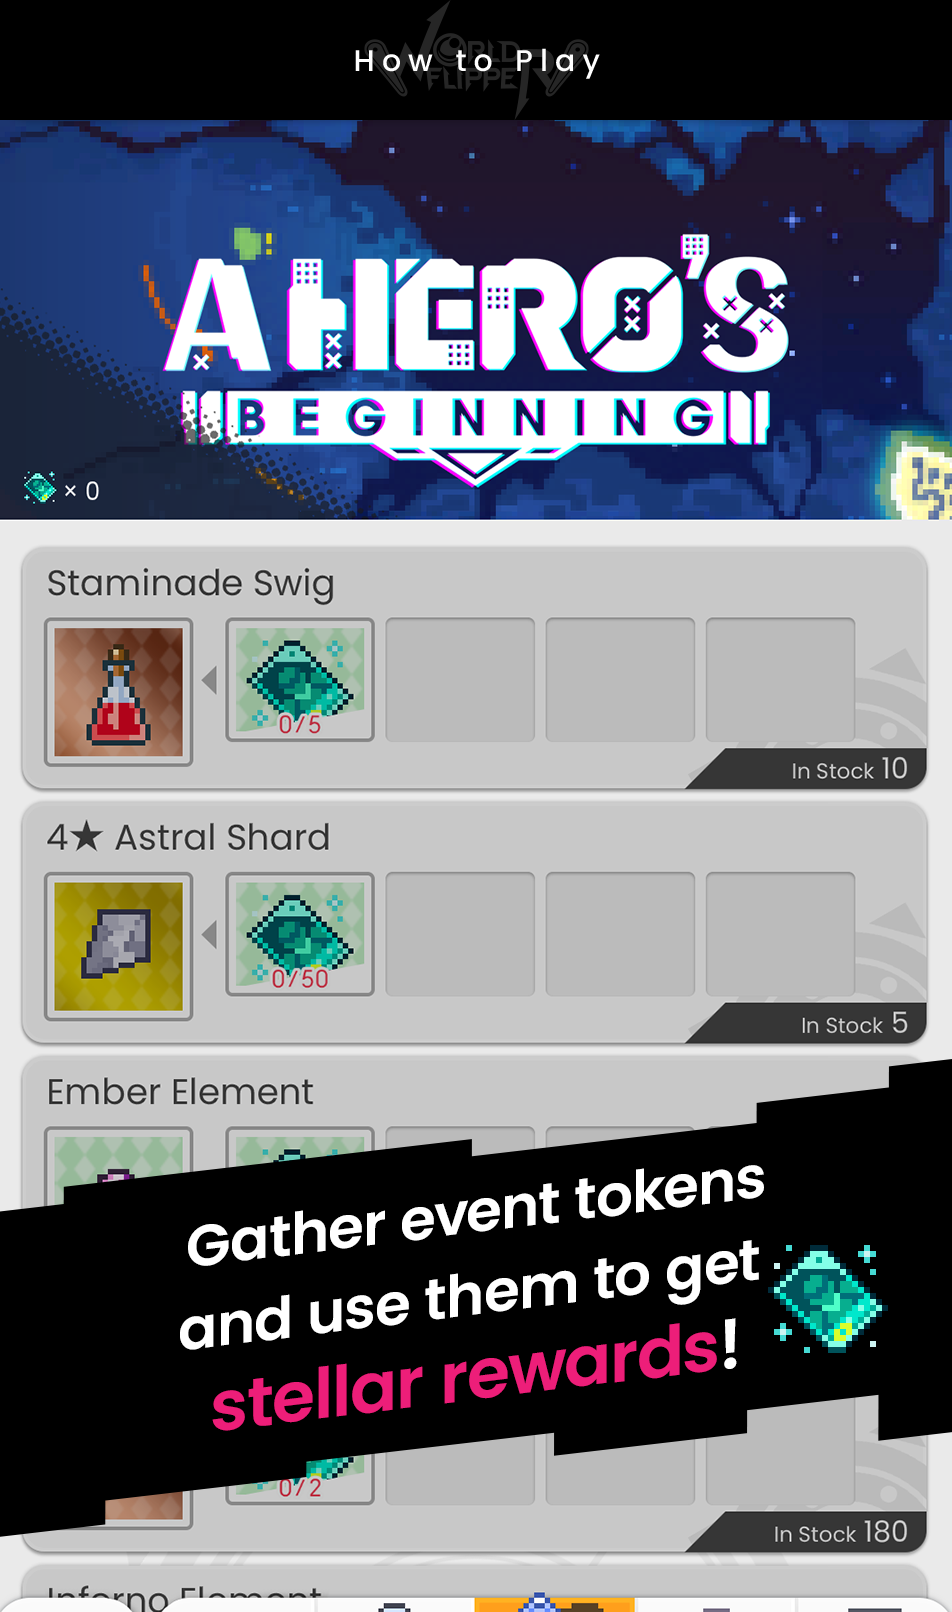 WORLD
FLIPPER
How to Play
A HERO'S
BEGINNING
× 0
Staminade Swig
0/5
In Stock 10
4★ Astral Shard
0/50
In Stock 5
Ember Element
Gather event tokens
and use them to get
stellar rewards!
0/2
In Stock 180
Inferno Element